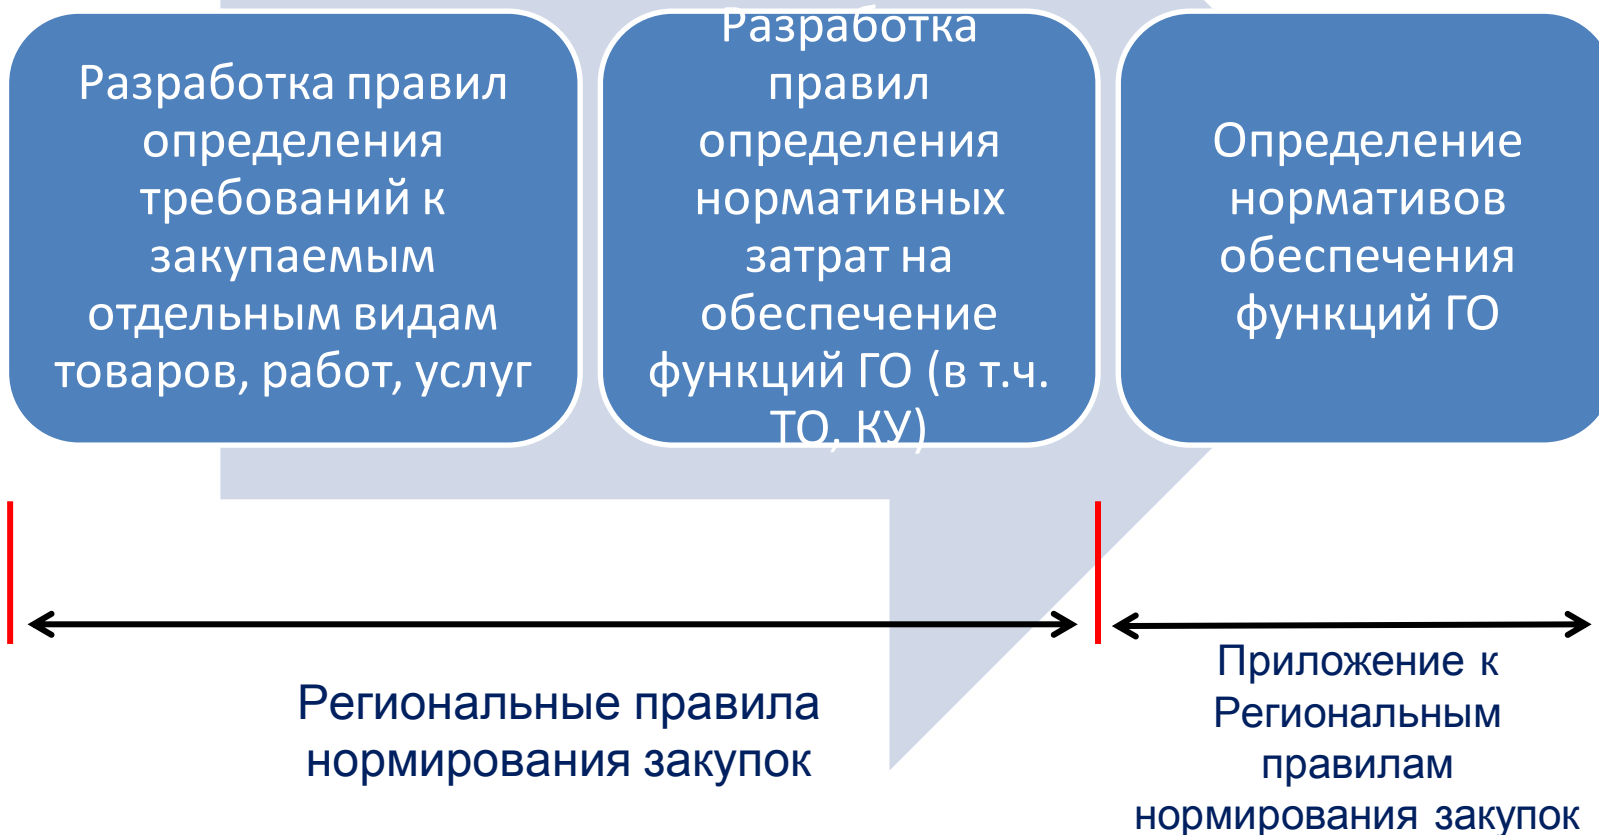 Разработка правил
определения
требований к
закупаемым
отдельным видам
товаров, работ, услуг
Разработка
правил
определения
нормативных
затрат на
обеспечение
функций ГО (в т.ч.
ТО, КУ)
Определение
нормативов
обеспечения
функций ГО
Региональные правила
нормирования закупок
Приложение к
Региональным
правилам
нормирования закупок